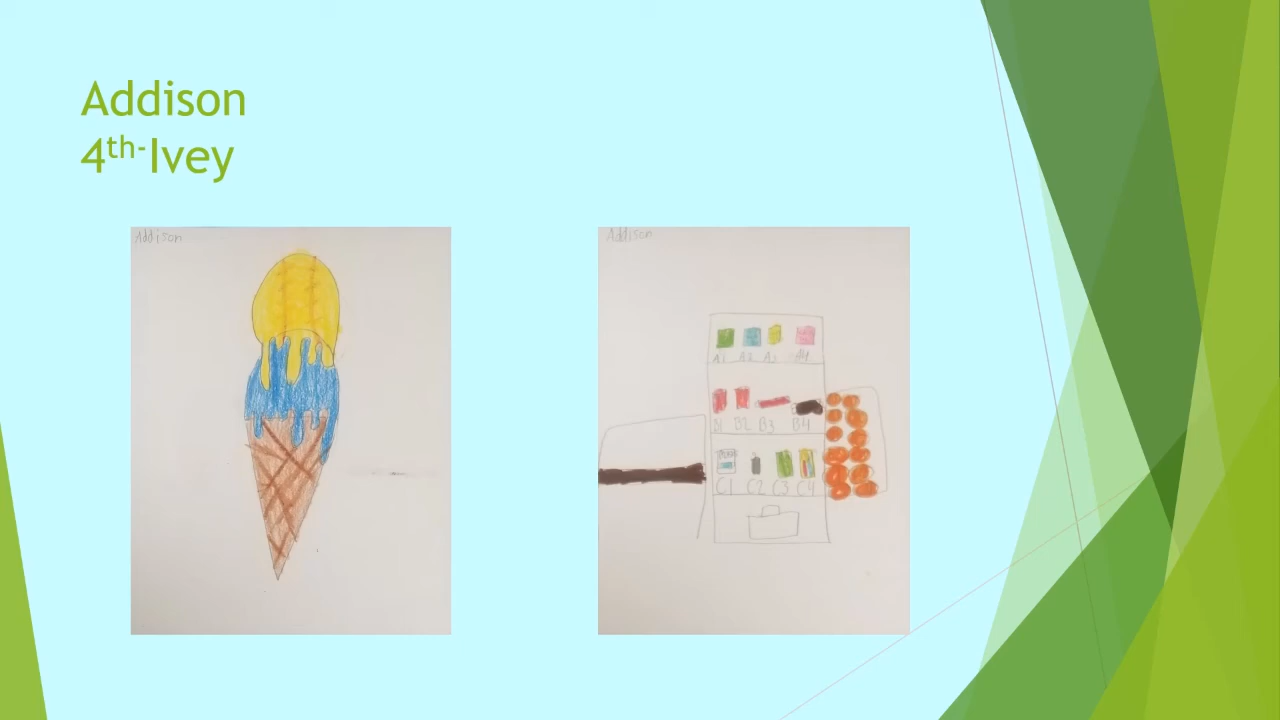 Addison
4th-Ivey
Addison
Addison
A1 A2 A3 A4
B1 B2 B3 B4
C1 C2 C3 C4